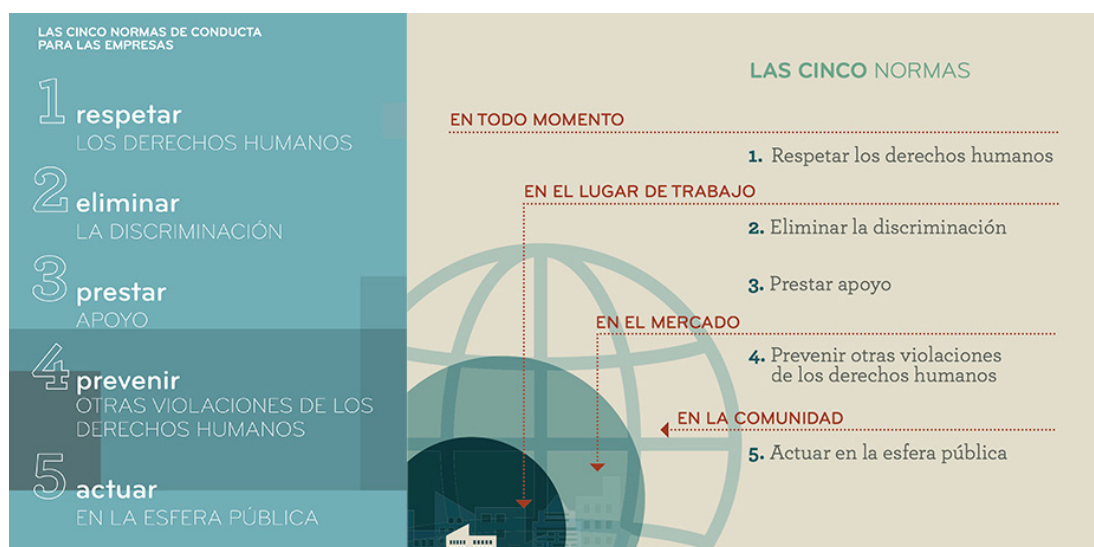 LAS CINCO NORMAS DE CONDUCTA
PARA LAS EMPRESAS
1 respetar
LOS DERECHOS HUMANOS
2 eliminar
LA DISCRIMINACIÓN
3 prestar
APOYO
4 prevenir
OTRAS VIOLACIONES DE LOS
DERECHOS HUMANOS
5 actuar
EN LA ESFERA PÚBLICA
LAS CINCO NORMAS
EN TODO MOMENTO
1. Respetar los derechos humanos
EN EL LUGAR DE TRABAJO
2. Eliminar la discriminación
3. Prestar apoyo
EN EL MERCADO
4. Prevenir otras violaciones
de los derechos humanos
EN LA COMUNIDAD
5. Actuar en la esfera pública